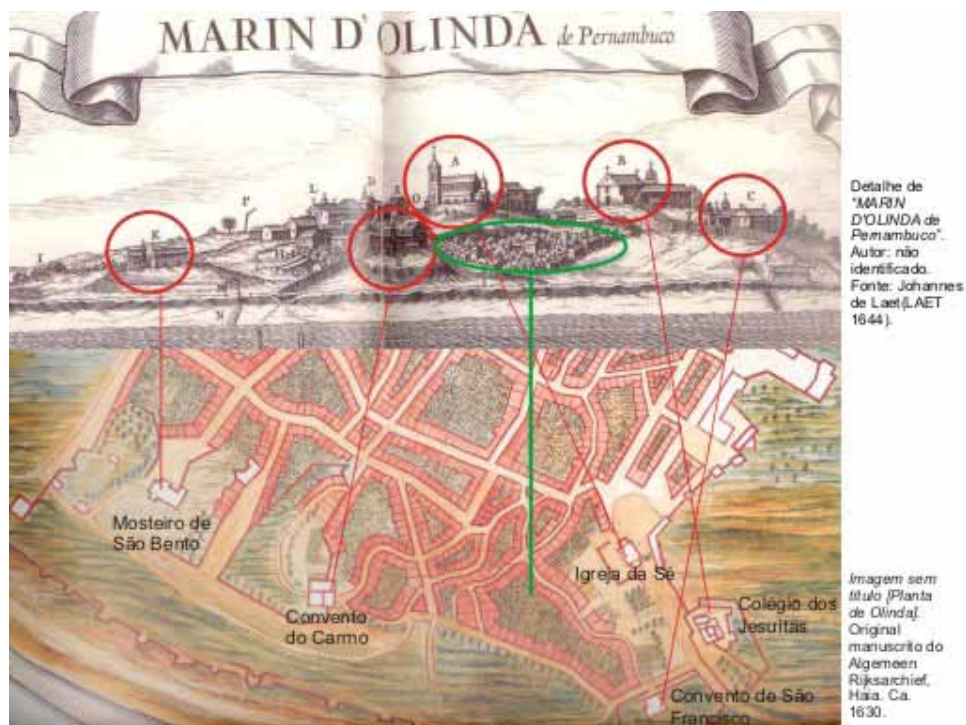 MARIN D'OLINDA de Pernambuco
A
B
C
D
L
P
O
K
I
H
N
Detalhe de
"MARIN
D'OLINDA de
Pernambuco".
Autor: não
identificado.
Fonte: Johannes
de Laet(LAET
1644).
Mosteiro de
São Bento
Convento
do Carmo
Igreja da Sé
Colégio dos
Jesuítas
Convento de São
Francisco
Imagem sem
título [Planta
de Olinda].
Original
manuscrito do
Algemeen
Rijksarchief,
Haia. Ca.
1630.